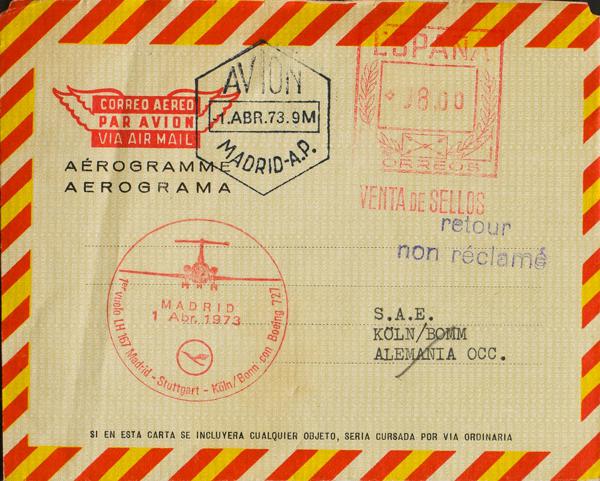 CORREO AEREO
PAR AVION
VIA AIR MAIL
AÉROGRAMME
AEROGRAMA
AVION
-1.ABR.73.9M
MADRID-A.P.
ESPAÑA
08.00
CORREOS
VENTA DE SELLOS
retour
non réclamé
MADRID
1 Abr. 1973
1er vuelo LH 167 Madrid - Stuttgart - Köln/Bonn con Boeing 727
S.A.E.
KÖLN/BOMM
ALEMANIA OCC.
SI EN ESTA CARTA SE INCLUYERA CUALQUIER OBJETO, SERIA CURSADA POR VIA ORDINARIA